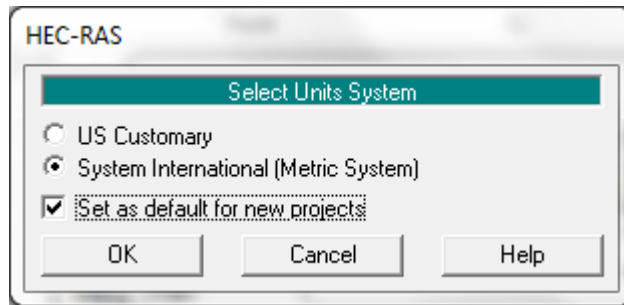 HEC-RAS
Select Units System
US Customary
System International (Metric System)
Set as default for new projects
OK Cancel Help